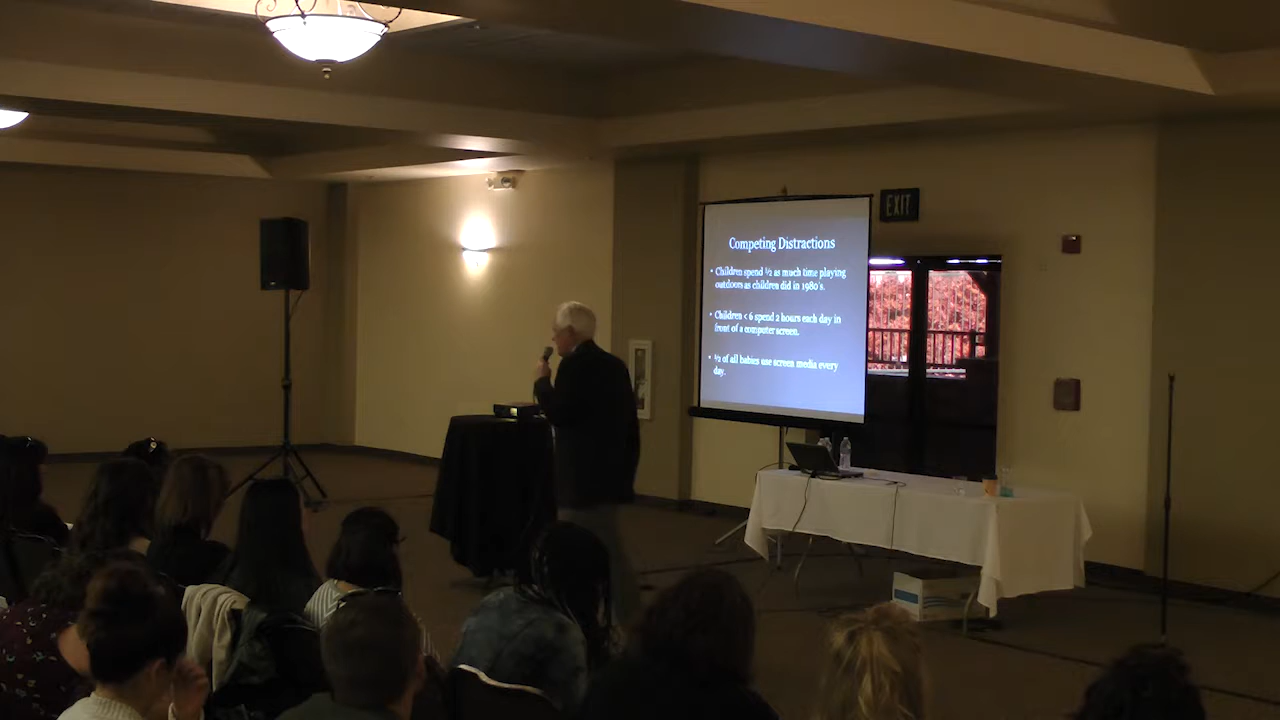 EXIT
Competing Distractions
• Children spend ½ as much time playing
outdoors as children did in 1980's.
• Children < 6 spend 2 hours each day in
front of a computer screen.
• ½ of all babies use screen media every
day.